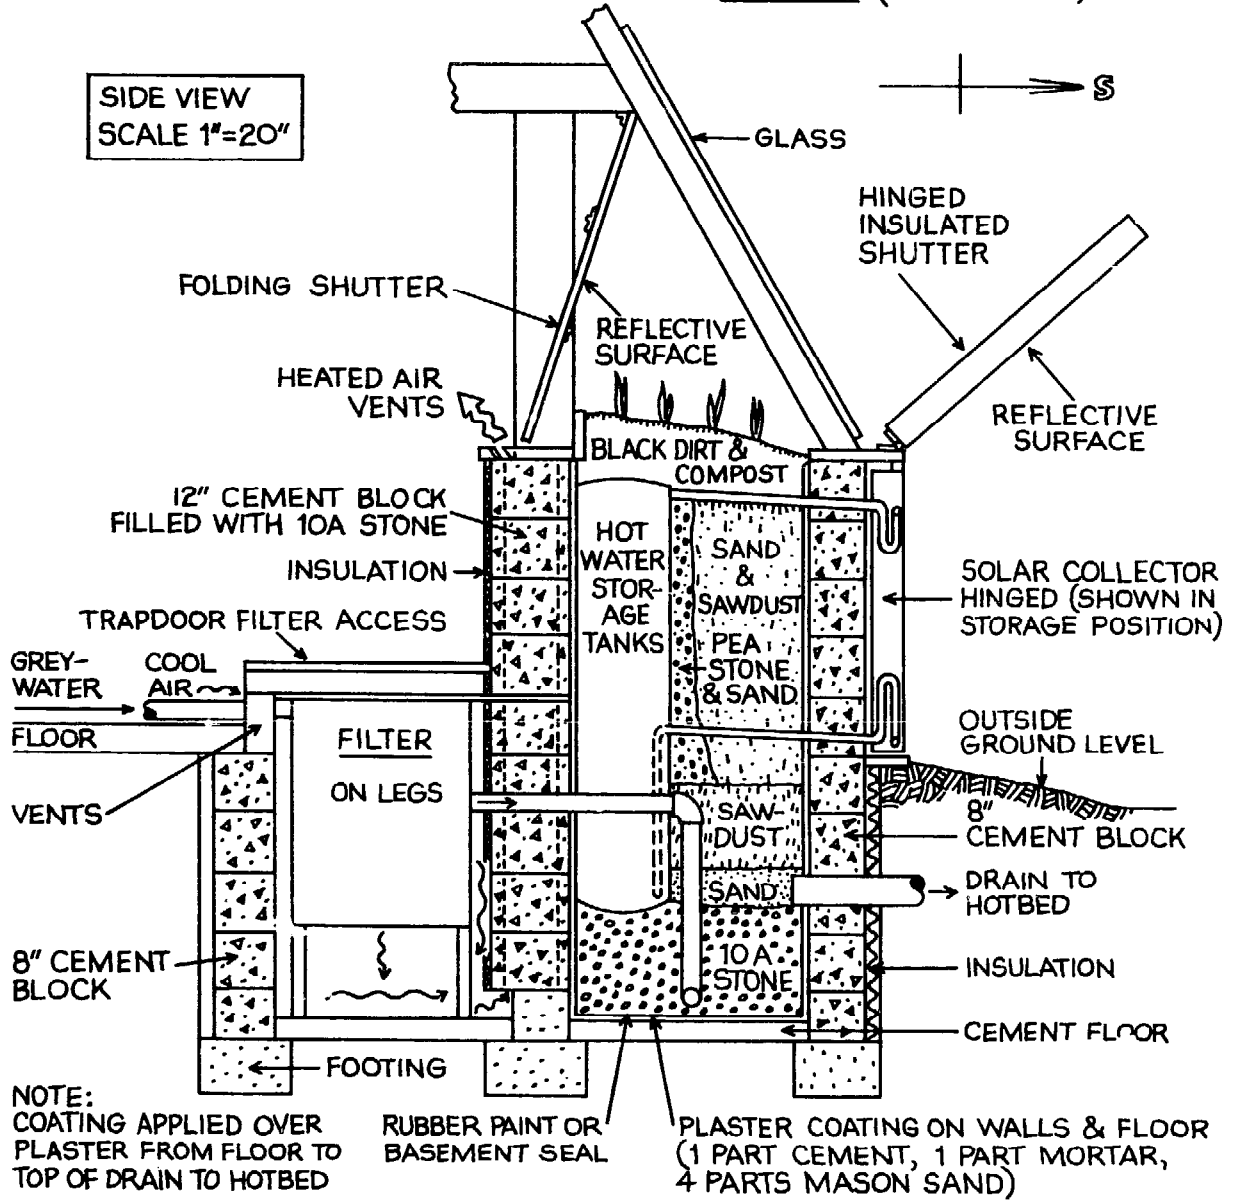 SIDE VIEW
SCALE 1"=20"
S
GLASS
HINGED
INSULATED
SHUTTER
FOLDING SHUTTER
REFLECTIVE
SURFACE
HEATED AIR
VENTS
REFLECTIVE
SURFACE
BLACK DIRT &
COMPOST
12" CEMENT BLOCK
FILLED WITH 10A STONE
INSULATION
HOT
WATER
STOR-
AGE
TANKS
SAND
&
SAWDUST
PEA
STONE
& SAND
SOLAR COLLECTOR
HINGED (SHOWN IN
STORAGE POSITION)
TRAPDOOR FILTER ACCESS
GREY-
WATER
COOL
AIR
FLOOR
FILTER
ON LEGS
VENTS
OUTSIDE
GROUND LEVEL
SAW-
DUST
8"
CEMENT BLOCK
SAND
DRAIN TO
HOTBED
8" CEMENT
BLOCK
10 A
STONE
INSULATION
CEMENT FLOOR
FOOTING
NOTE:
COATING APPLIED OVER
PLASTER FROM FLOOR TO
TOP OF DRAIN TO HOTBED
RUBBER PAINT OR
BASEMENT SEAL
PLASTER COATING ON WALLS & FLOOR
(1 PART CEMENT, 1 PART MORTAR,
4 PARTS MASON SAND)